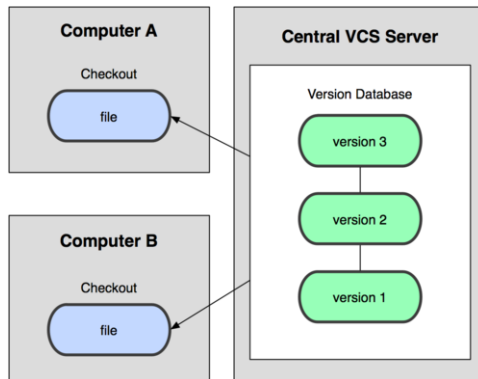 Computer A
Checkout
file
Computer B
Checkout
file
Central VCS Server
Version Database
version 3
version 2
version 1